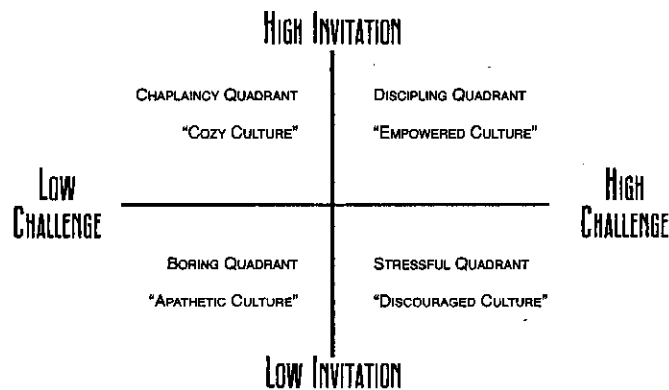 HIGH INVITATION
CHAPLAINCY QUADRANT
"COZY CULTURE"
DISCIPLING QUADRANT
"EMPOWERED CULTURE"
LOW
CHALLENGE
HIGH
CHALLENGE
BORING QUADRANT
"APATHETIC CULTURE"
STRESSFUL QUADRANT
"DISCOURAGED CULTURE"
LOW INVITATION